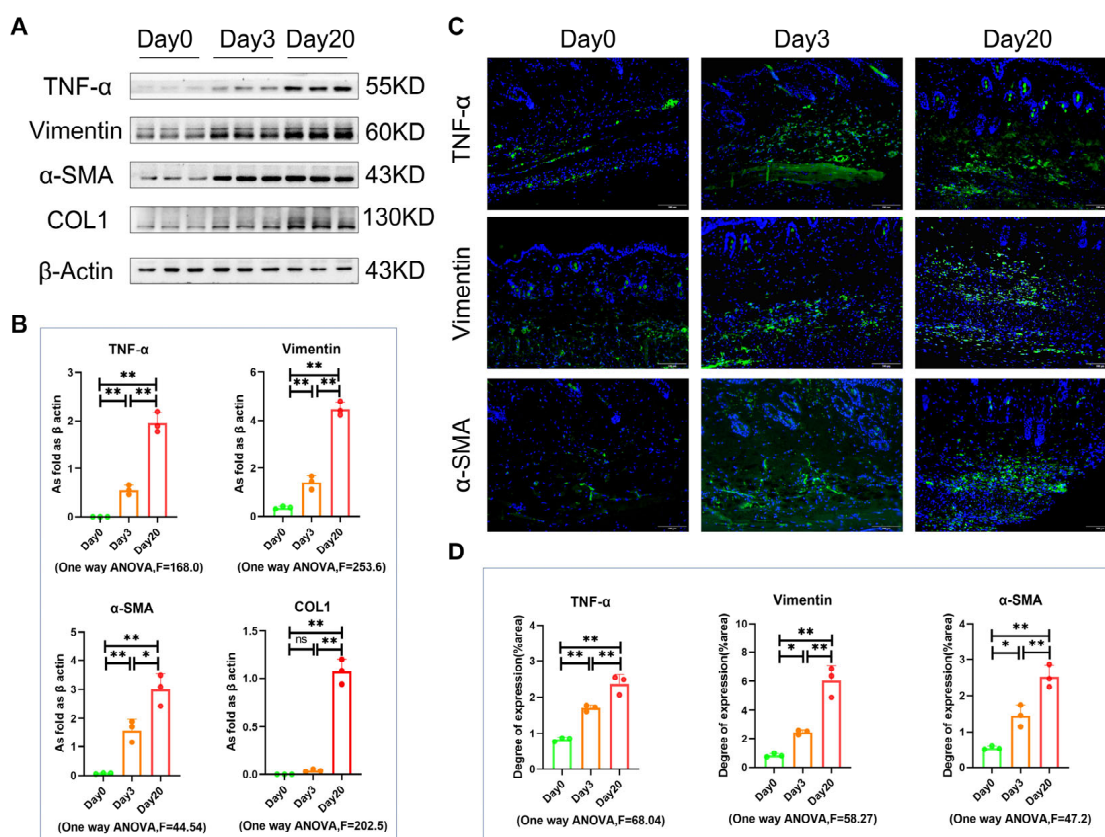 A
Day0 Day3 Day20
TNF-α 55KD
Vimentin 60KD
α-SMA 43KD
COL1 130KD
β-Actin 43KD
B
TNF-α
As fold as β actin
3
2
1
0
** ** **
Day0 Day3 Day20
(One way ANOVA,F=168.0)
Vimentin
As fold as β actin
6
4
2
0
** ** **
Day0 Day3 Day20
(One way ANOVA,F=253.6)
α-SMA
As fold as β actin
5
4
3
2
1
0
**
** *
Day0 Day3 Day20
(One way ANOVA,F=44.54)
COL1
As fold as β actin
1.5
1.0
0.5
0.0
**
ns **
Day0 Day3 Day20
(One way ANOVA,F=202.5)
C
Day0 Day3 Day20
TNF-α
Vimentin
α-SMA
D
TNF-α
Degree of expression(%area)
4
3
2
1
0
**
** **
Day0 Day3 Day20
(One way ANOVA,F=68.04)
Vimentin
Degree of expression(%area)
10
8
6
4
2
0
**
* **
Day0 Day3 Day20
(One way ANOVA,F=58.27)
α-SMA
Degree of expression(%area)
4
3
2
1
0
**
* **
Day0 Day3 Day20
(One way ANOVA,F=47.2)